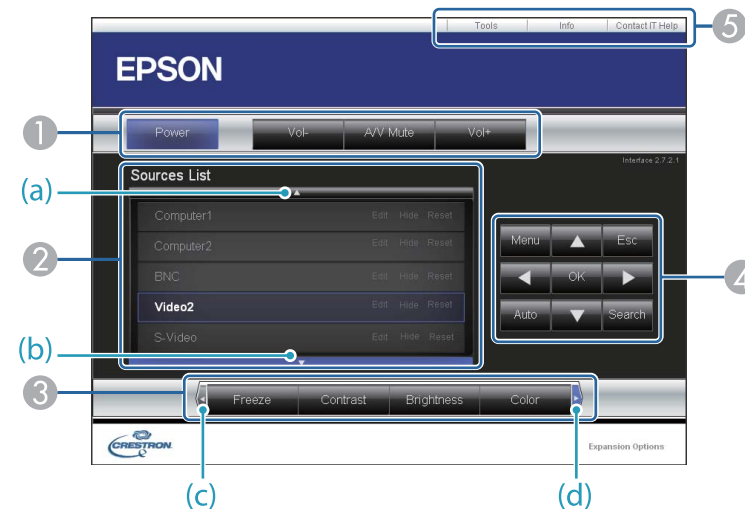 Tools Info Contact IT Help 5
EPSON
1 Power Vol- A/V Mute Vol+
Interface 2.7.2.1
Sources List
(a)
Computer1 Edit Hide Reset
Computer2 Edit Hide Reset
BNC Edit Hide Reset
Video2 Edit Hide Reset
S-Video Edit Hide Reset
2
(b)
Menu Esc
OK
Auto Search
4
3 Freeze Contrast Brightness Color
CRESTRON Expansion Options
(c) (d)